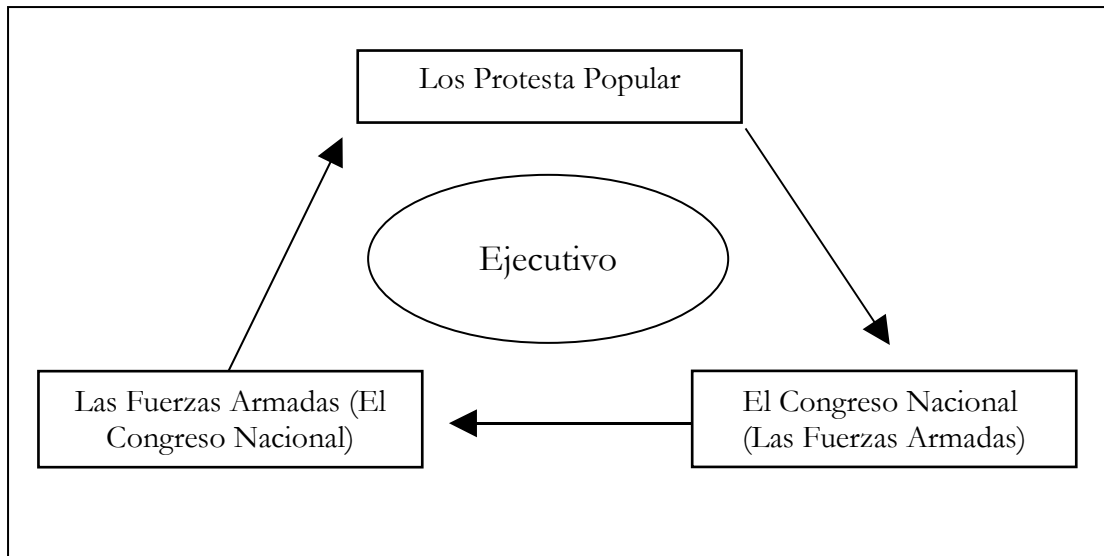 Los Protesta Popular
Ejecutivo
Las Fuerzas Armadas (El
Congreso Nacional)
El Congreso Nacional
(Las Fuerzas Armadas)